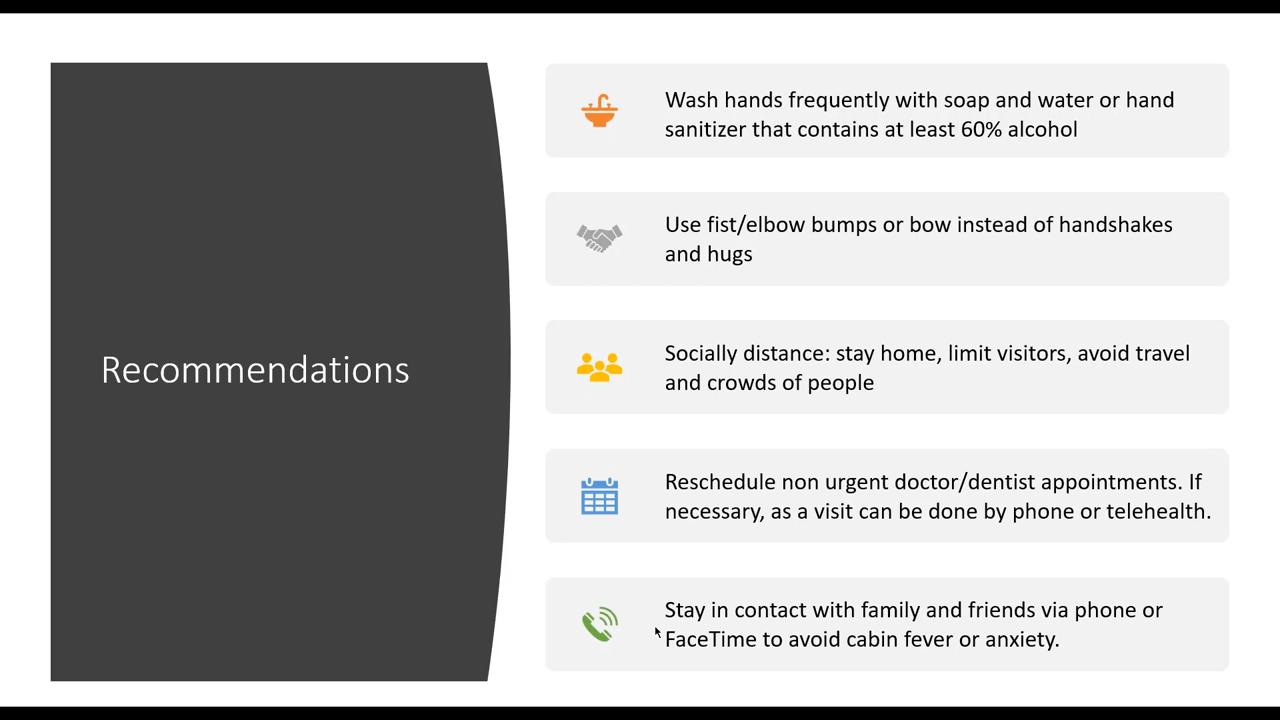 Recommendations
Wash hands frequently with soap and water or hand
sanitizer that contains at least 60% alcohol
Use fist/elbow bumps or bow instead of handshakes
and hugs
Socially distance: stay home, limit visitors, avoid travel
and crowds of people
Reschedule non urgent doctor/dentist appointments. If
necessary, as a visit can be done by phone or telehealth.
Stay in contact with family and friends via phone or
FaceTime to avoid cabin fever or anxiety.